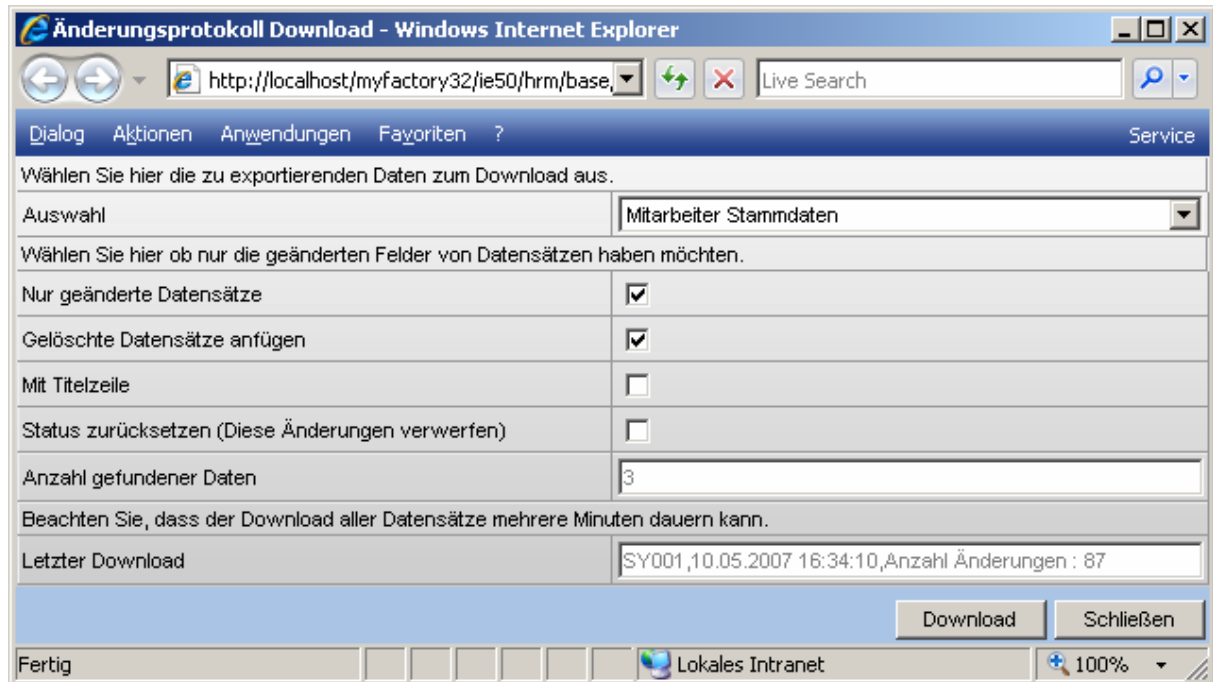 Änderungsprotokoll Download - Windows Internet Explorer
http://localhost/myfactory32/ie50/hrm/base, Live Search
Dialog Aktionen Anwendungen Favoriten ? Service
Wählen Sie hier die zu exportierenden Daten zum Download aus.
Auswahl Mitarbeiter Stammdaten
Wählen Sie hier ob nur die geänderten Felder von Datensätzen haben möchten.
Nur geänderte Datensätze
Gelöschte Datensätze anfügen
Mit Titelzeile
Status zurücksetzen (Diese Änderungen verwerfen)
Anzahl gefundener Daten 3
Beachten Sie, dass der Download aller Datensätze mehrere Minuten dauern kann.
Letzter Download SY001,10.05.2007 16:34:10,Anzahl Änderungen : 87
Download Schließen
Fertig Lokales Intranet 100%